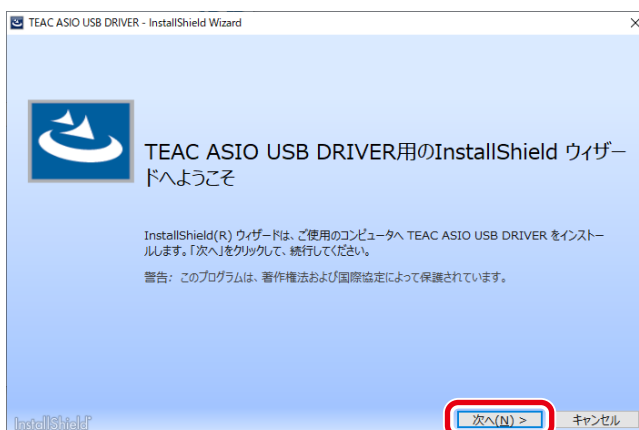 TEAC ASIO USB DRIVER - InstallShield Wizard
TEAC ASIO USB DRIVER用のInstallShield ウィザー
ドへようこそ
InstallShield(R) ウィザードは、ご使用のコンピュータへ TEAC ASIO USB DRIVER をインストー
ルします。「次へ」をクリックして、続行してください。
警告: このプログラムは、著作権法および国際協定によって保護されています。
InstallShield
次へ(N) >
キャンセル